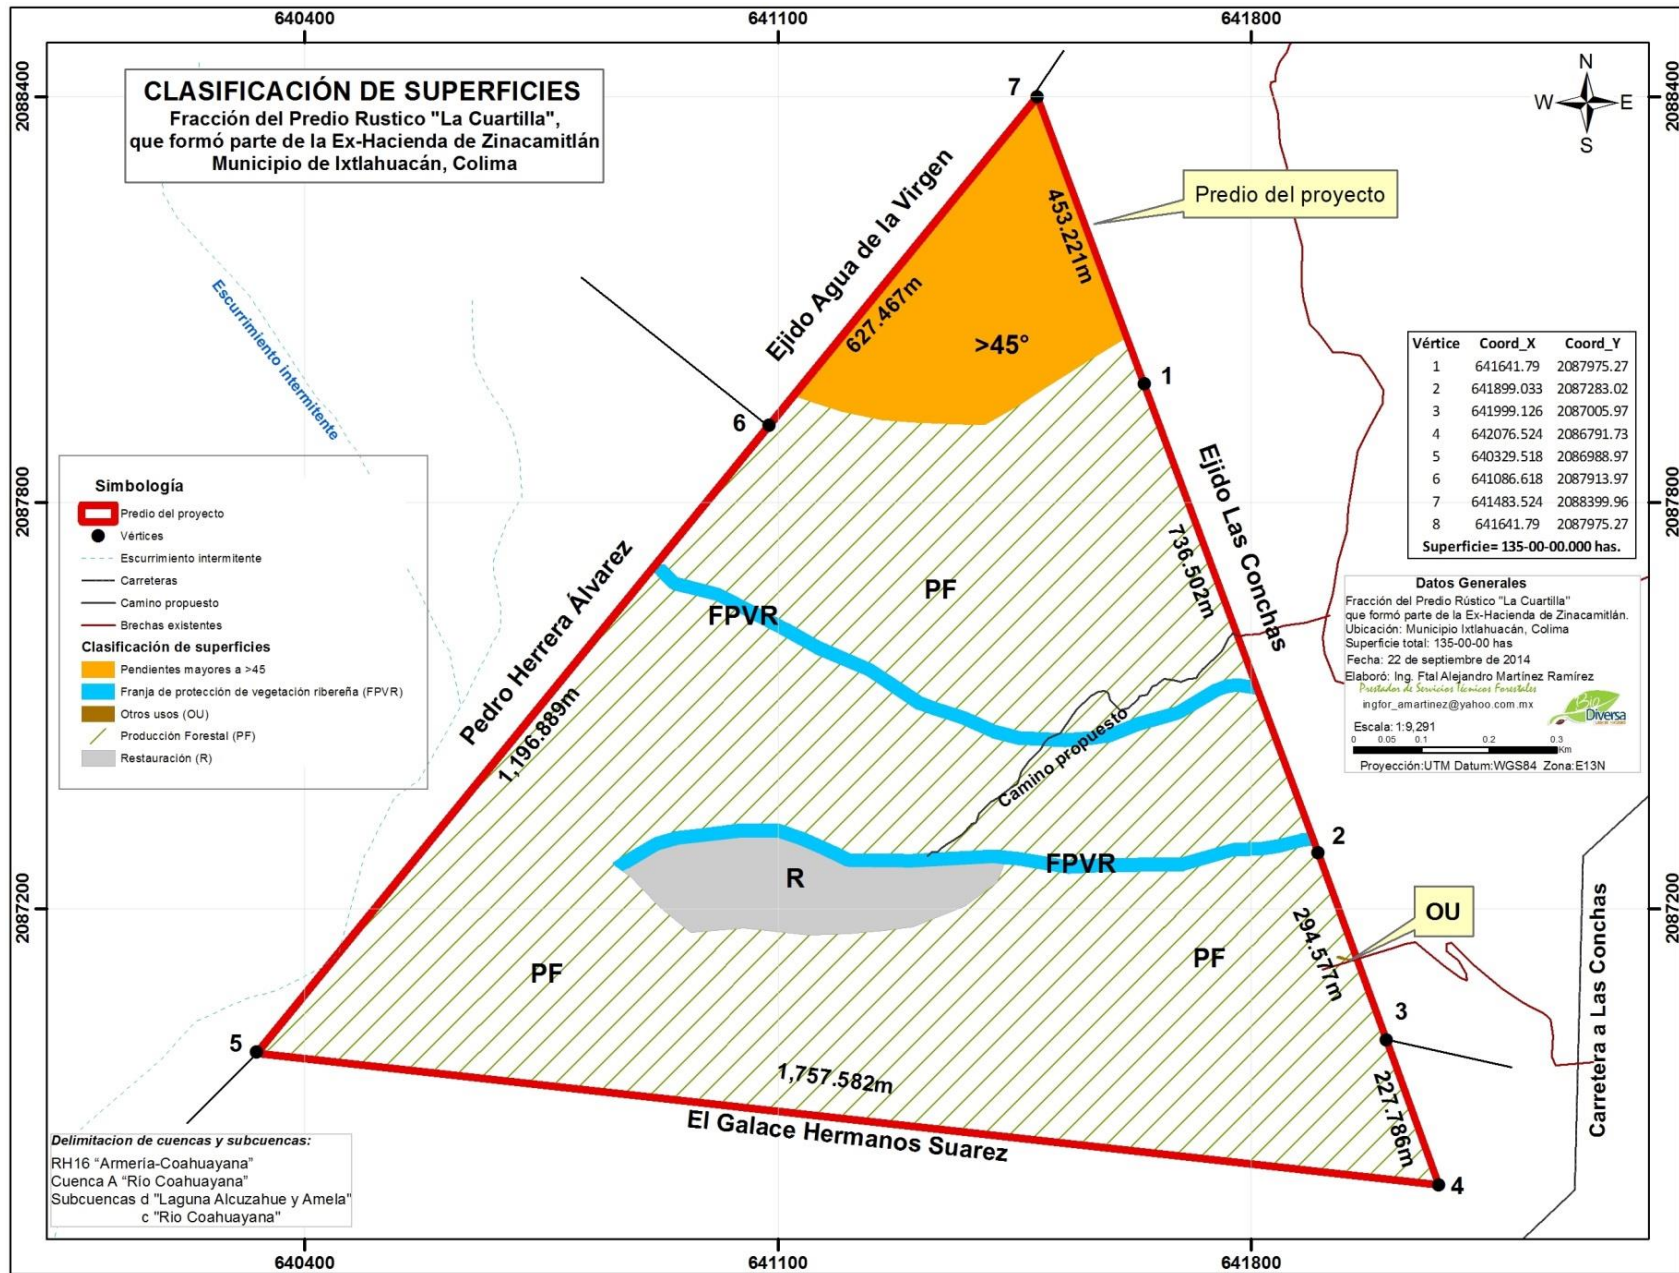 640400
641100
641800
2088400
2087800
2087200
2088400
2087800
2087200
CLASIFICACIÓN DE SUPERFICIES
Fracción del Predio Rustico "La Cuartilla",
que formó parte de la Ex-Hacienda de Zinacamitlán
Municipio de Ixtlahuacán, Colima
N
W
E
S
7
Predio del proyecto
Ejido Agua de la Virgen
627.467m
453.221m
>45°
Escurrimiento intermitente
1
6
Ejido Las Conchas
736.502m
Vértice Coord_X Coord_Y
1 641641.79 2087975.27
2 641899.033 2087283.02
3 641999.126 2087005.97
4 642076.524 2086791.73
5 640329.518 2086988.97
6 641086.618 2087913.97
7 641483.524 2088399.96
8 641641.79 2087975.27
Superficie= 135-00-00.000 has.
Simbología
Predio del proyecto
Vértices
Escurrimiento intermitente
Carreteras
Camino propuesto
Brechas existentes
Clasificación de superficies
Pendientes mayores a >45
Franja de protección de vegetación ribereña (FPVR)
Otros usos (OU)
Producción Forestal (PF)
Restauración (R)
Pedro Herrera Álvarez
1,196.889m
PF
FPVR
Camino propuesto
Datos Generales
Fracción del Predio Rústico "La Cuartilla"
que formó parte de la Ex-Hacienda de Zinacamitlán.
Ubicación: Municipio Ixtlahuacán, Colima
Superficie total: 135-00-00 has
Fecha: 22 de septiembre de 2014
Elaboró: Ing. Ftal Alejandro Martínez Ramírez
Prestador de Servicios Técnicos Forestales
ingfor_amartinez@yahoo.com.mx
Bio
Diversa
Escala: 1:9,291
0 0.05 0.1 0.2 0.3
Km
Proyección:UTM Datum:WGS84 Zona:E13N
2
FPVR
R
OU
294.577m
PF
PF
3
Carretera a Las Conchas
5
1,757.582m
El Galace Hermanos Suarez
227.786m
4
Delimitacion de cuencas y subcuencas:
RH16 “Armería-Coahuayana”
Cuenca A “Río Coahuayana”
Subcuencas d "Laguna Alcuzahue y Amela"
c "Rio Coahuayana"
640400
641100
641800